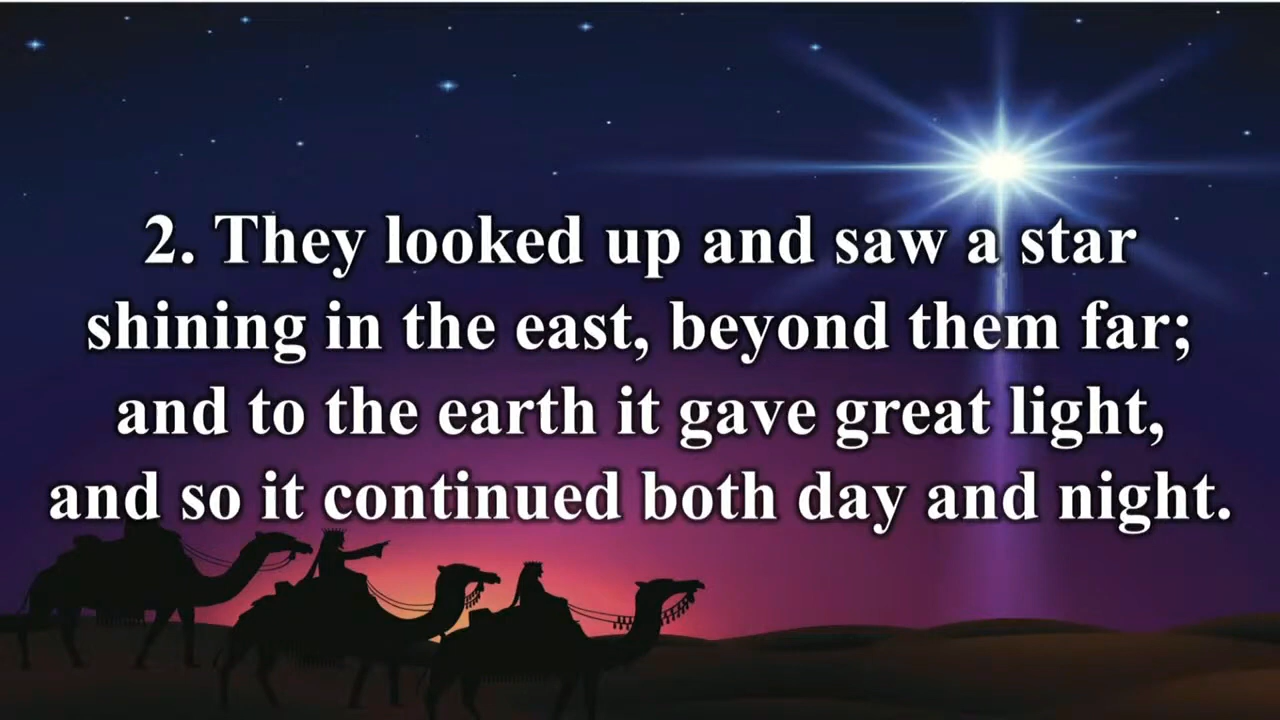 2. They looked up and saw a star
shining in the east, beyond them far;
and to the earth it gave great light,
and so it continued both day and night.